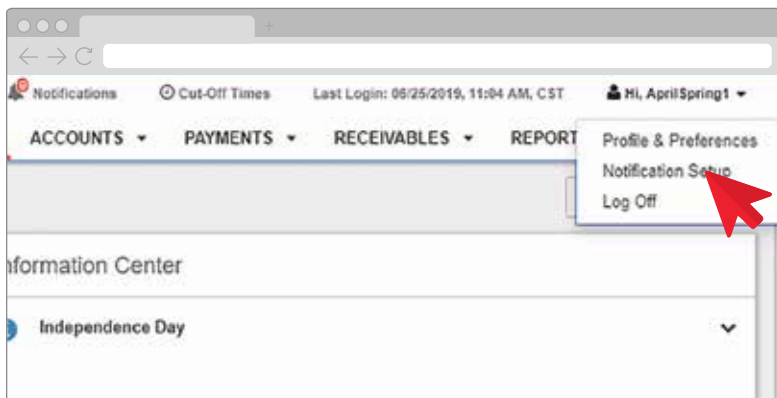 Notifications Cut-Off Times Last Login: 06/25/2019, 11:04 AM, CST Hi, AprilSpring1
ACCOUNTS PAYMENTS RECEIVABLES REPORT
Profile & Preferences
Notification Setup
Log Off
nformation Center
Independence Day